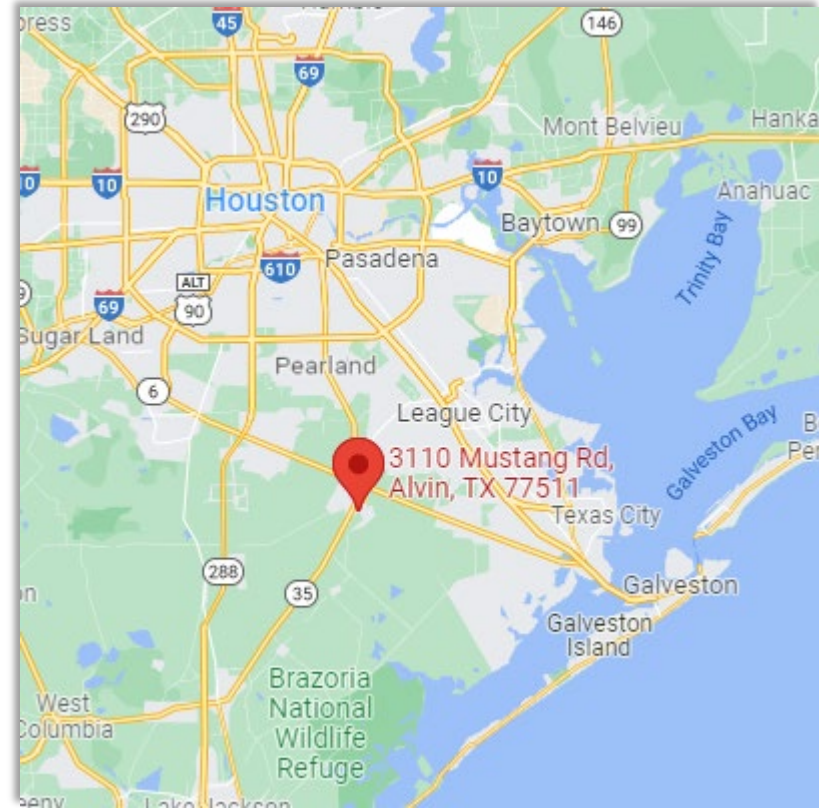 45
146
69
290
Mont Belvieu
10
10
10
Anahuac
Houston
Baytown
99
Pasadena
610
Trinity Bay
ALT
90
69
Sugar Land
Pearland
6
League City
Galveston Bay
3110 Mustang Rd,
Alvin, TX 77511
Texas City
288
35
Galveston
Galveston
Island
Brazoria
National
Wildlife
Refuge
West
Columbia